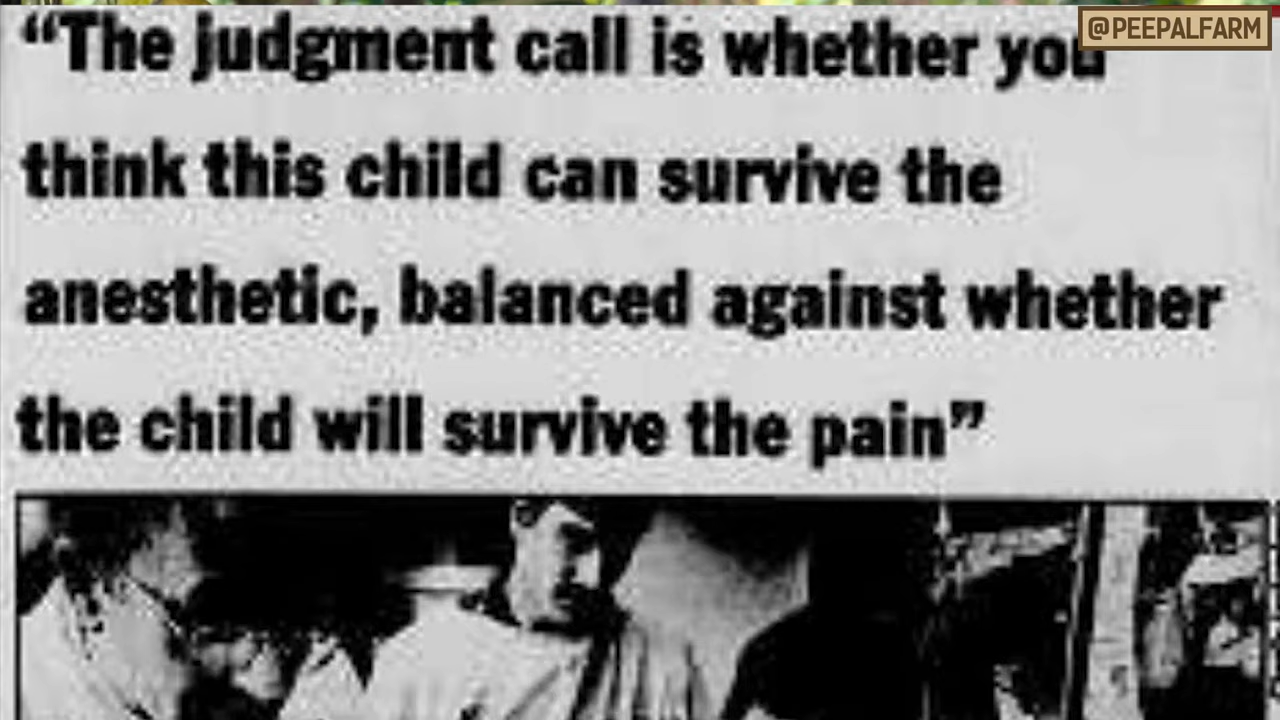 @PEEPALFARM
“The judgment call is whether you
think this child can survive the
anesthetic, balanced against whether
the child will survive the pain”